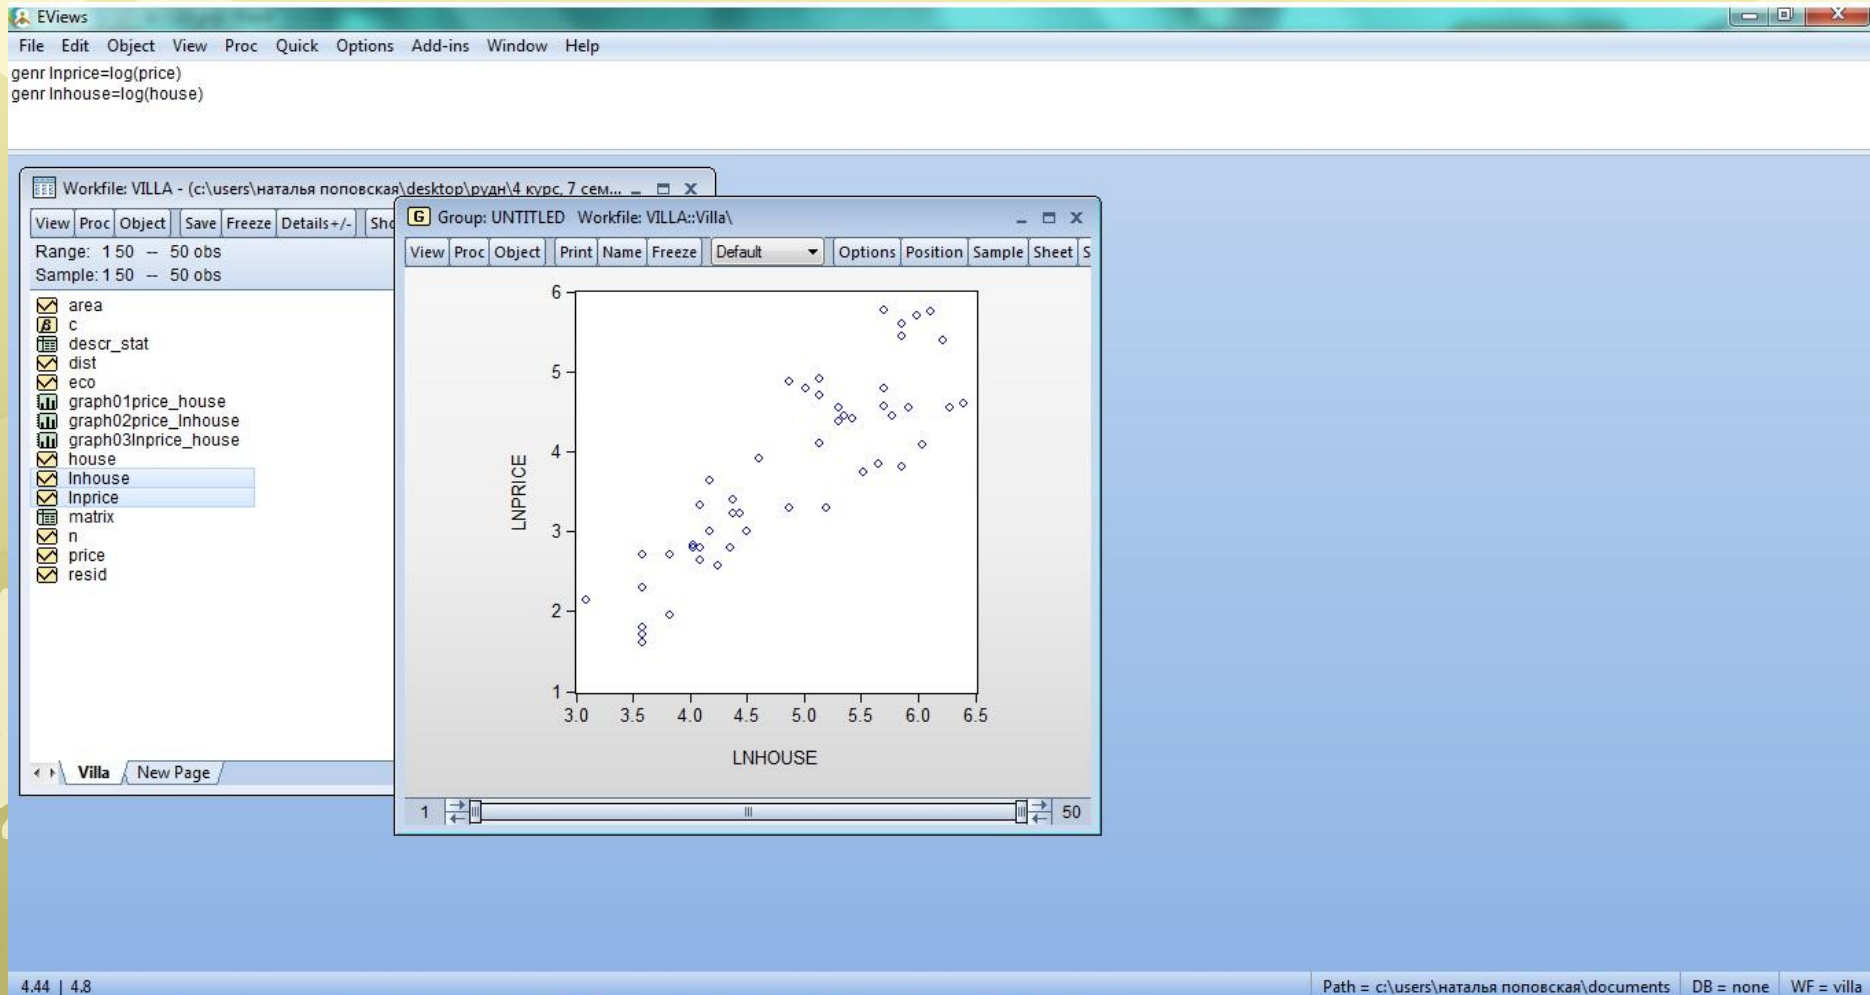 EViews
File Edit Object View Proc Quick Options Add-ins Window Help
genr lnprice=log(price)
genr lnhouse=log(house)
Workfile: VILLA - (c:\users\наталья поповская\desktop\рудн\4 курс, 7 сем...
View Proc Object Save Freeze Details+/- Sho
Range: 1 50 -- 50 obs
Sample: 1 50 -- 50 obs
area
c
descr_stat
dist
eco
graph01price_house
graph02price_lnhouse
graph03lnprice_house
house
lnhouse
lnprice
matrix
n
price
resid
Villa New Page
Group: UNTITLED Workfile: VILLA::Villa\
View Proc Object Print Name Freeze Default Options Position Sample Sheet S
6
5
4
3
2
1
LNPRICE
3.0 3.5 4.0 4.5 5.0 5.5 6.0 6.5
LNHOUSE
1 50
4.44 | 4.8 Path = c:\users\наталья поповская\documents DB = none WF = villa